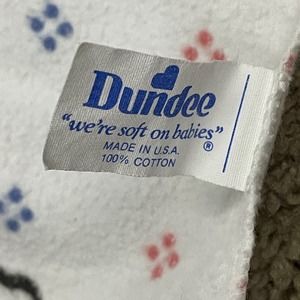 Dundee
"we're soft on babies"
®
MADE IN U.S.A.
100% COTTON